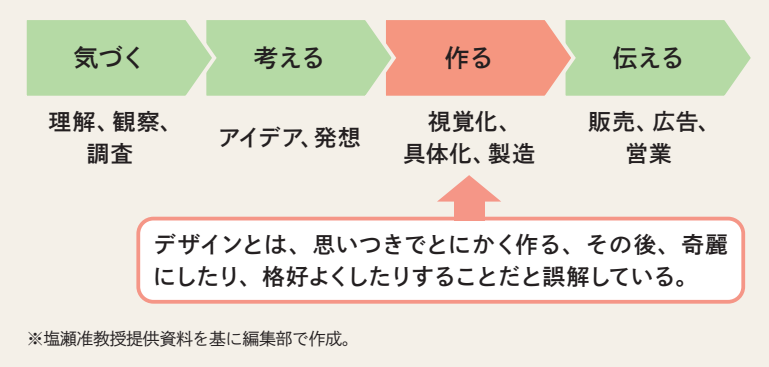 気づく
考える
作る
伝える
理解、観察、
調査
アイデア、発想
視覚化、
具体化、製造
販売、広告、
営業
デザインとは、思いつきでとにかく作る、その後、奇麗
にしたり、格好よくしたりすることだと誤解している。
※塩瀬准教授提供資料を基に編集部で作成。